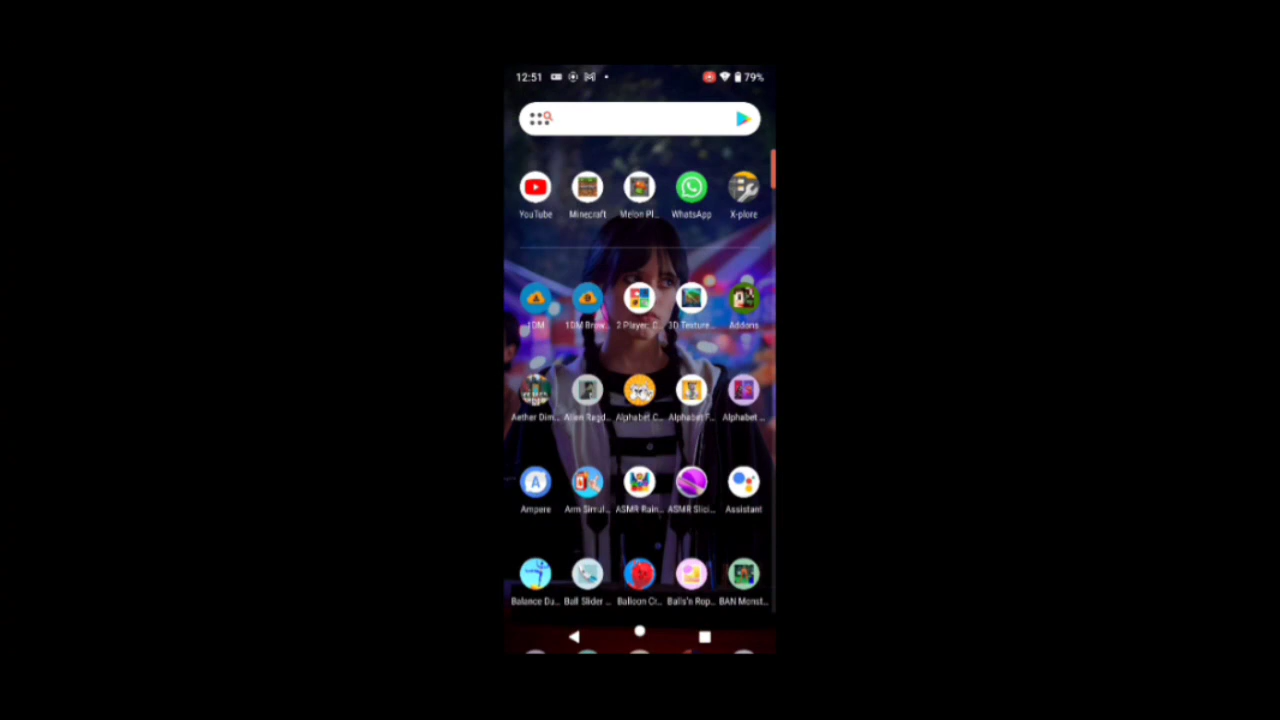 12:51 79%
YouTube Minecraft Melon Pl... WhatsApp X-plore
1DM 1DM Brow... 2 Player: C... 3D Texture... Addons
Aether Dim... Alien Ragd... Alphabet C... Alphabet F... Alphabet ...
Ampere Arm Simul... ASMR Rain... ASMR Slici... Assistant
Balance Du... Ball Slider ... Balloon Cr... Balls'n Rop... BAN Monst...